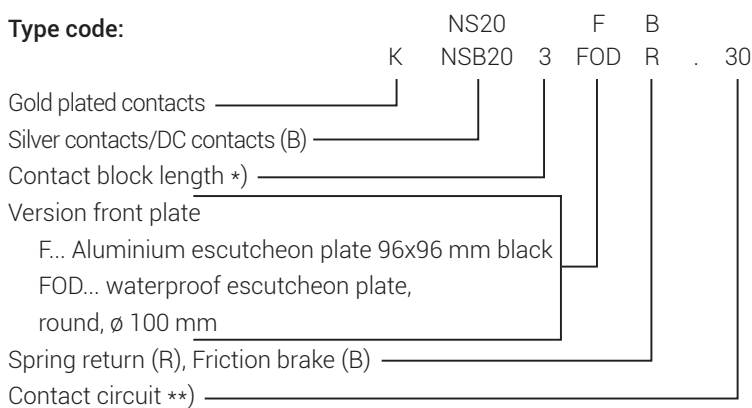 Type code:
NS20 F B
K NSB20 3 FOD R . 30
Gold plated contacts
Silver contacts/DC contacts (B)
Contact block length *)
Version front plate
F... Aluminium escutcheon plate 96x96 mm black
FOD... waterproof escutcheon plate,
round, ø 100 mm
Spring return (R), Friction brake (B)
Contact circuit **)